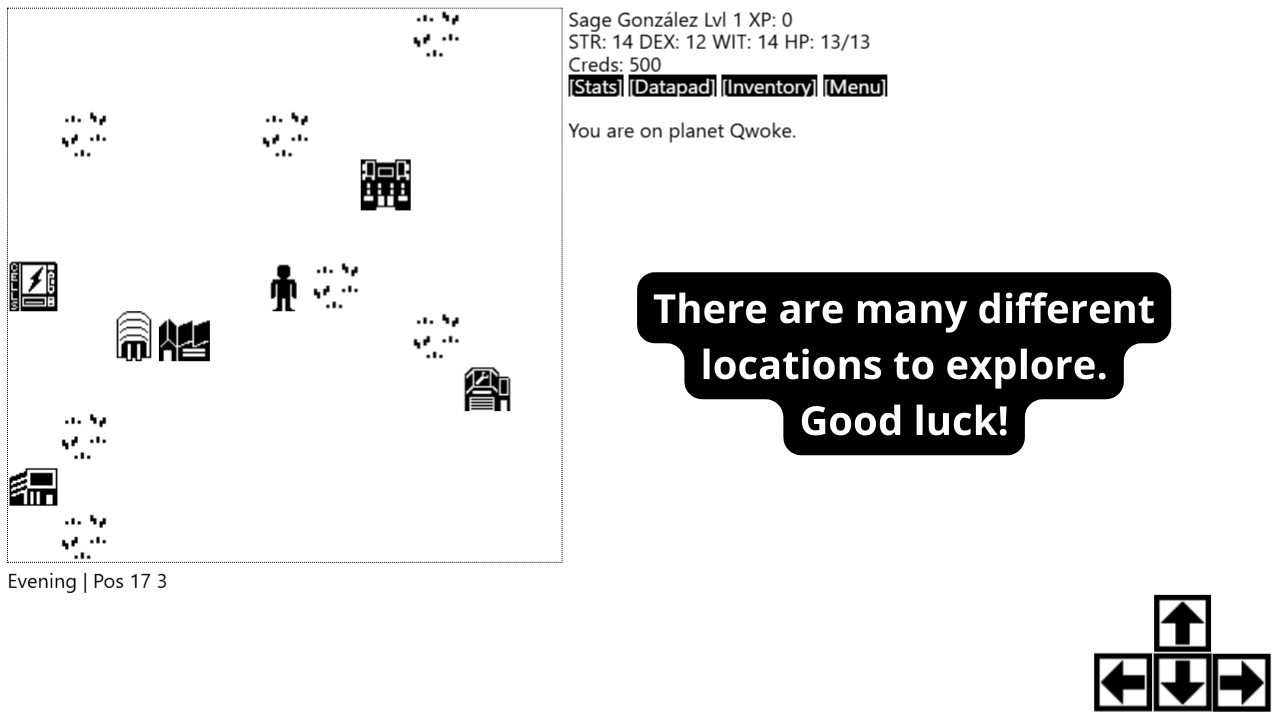 Sage González Lvl 1 XP: 0
STR: 14 DEX: 12 WIT: 14 HP: 13/13
Creds: 500
[Stats] [Datapad] [Inventory] [Menu]
You are on planet Qwoke.
CELLS
There are many different
locations to explore.
Good luck!
Evening | Pos 17 3